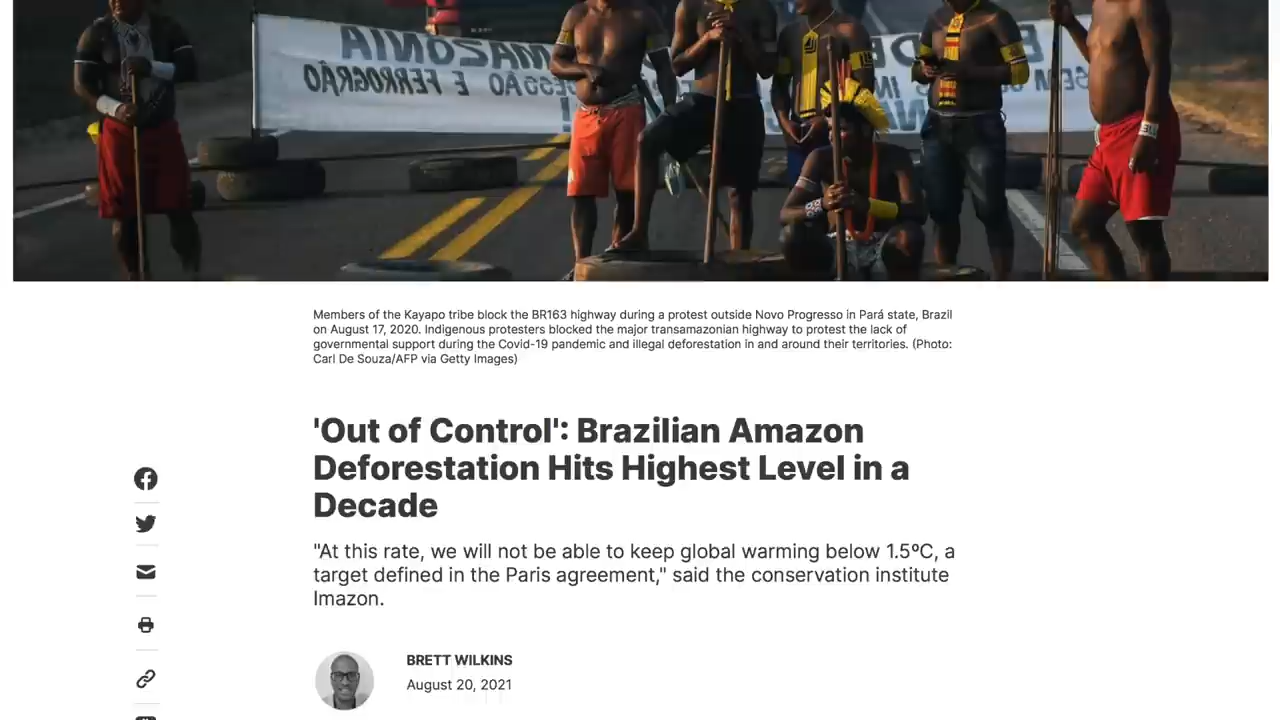 AMAZÔNIA
E FERROGRÃO
Members of the Kayapo tribe block the BR163 highway during a protest outside Novo Progresso in Pará state, Brazil
on August 17, 2020. Indigenous protesters blocked the major transamazonian highway to protest the lack of
governmental support during the Covid-19 pandemic and illegal deforestation in and around their territories. (Photo:
Carl De Souza/AFP via Getty Images)
'Out of Control': Brazilian Amazon
Deforestation Hits Highest Level in a
Decade
"At this rate, we will not be able to keep global warming below 1.5ºC, a
target defined in the Paris agreement," said the conservation institute
Imazon.
BRETT WILKINS
August 20, 2021